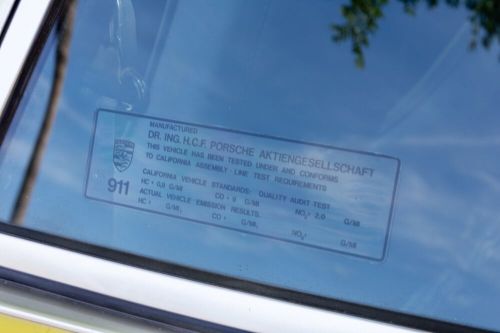 MANUFACTURED
DR. ING. H.C.F. PORSCHE AKTIENGESELLSCHAFT
THIS VEHICLE HAS BEEN TESTED UNDER AND CONFORMS
TO CALIFORNIA ASSEMBLY - LINE TEST REQUIREMENTS
CALIFORNIA VEHICLE STANDARDS: QUALITY AUDIT TEST
HC = 0,9 G/MI CO = 9 G/MI NOx= 2.0 G/MI
ACTUAL VEHICLE EMISSION RESULTS.
HC = G/MI, CO = G/MI, NOx= G/MI
911